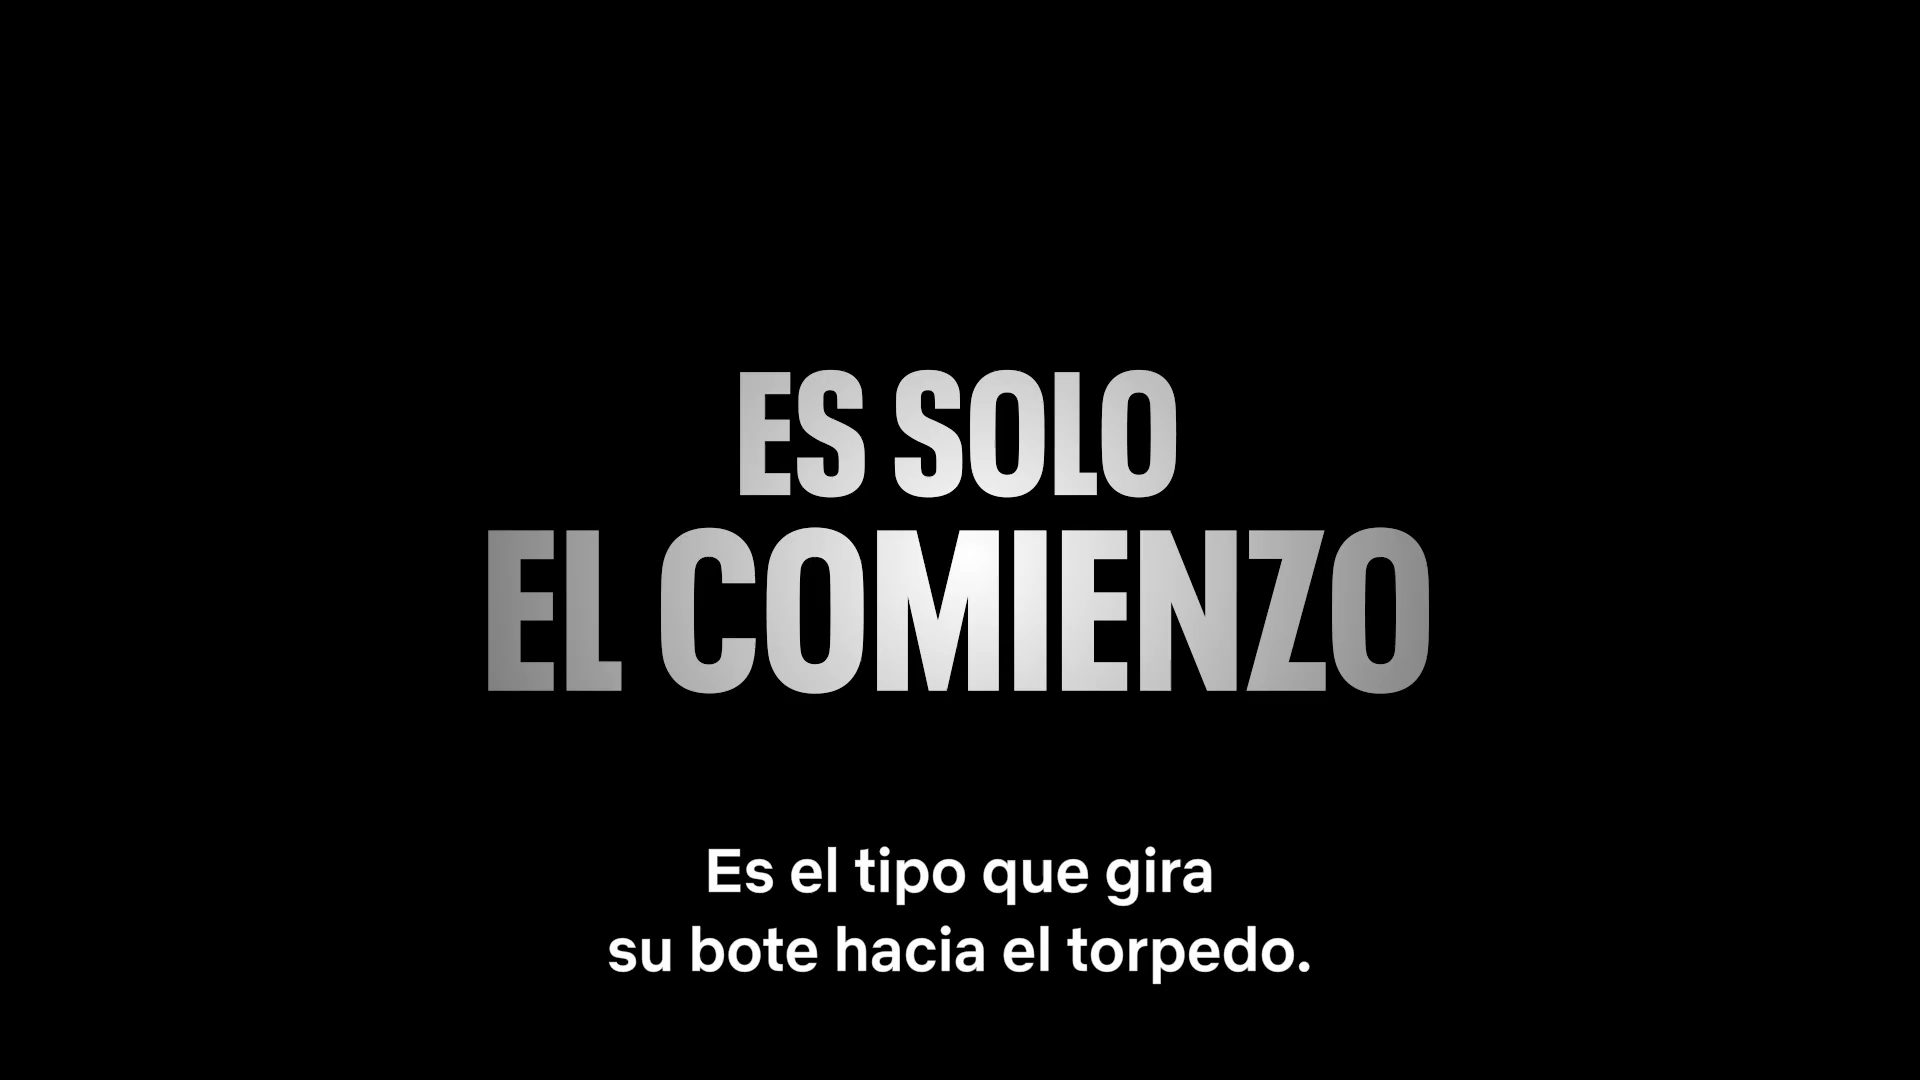 ES SOLO
EL COMIENZO
Es el tipo que gira
su bote hacia el torpedo.